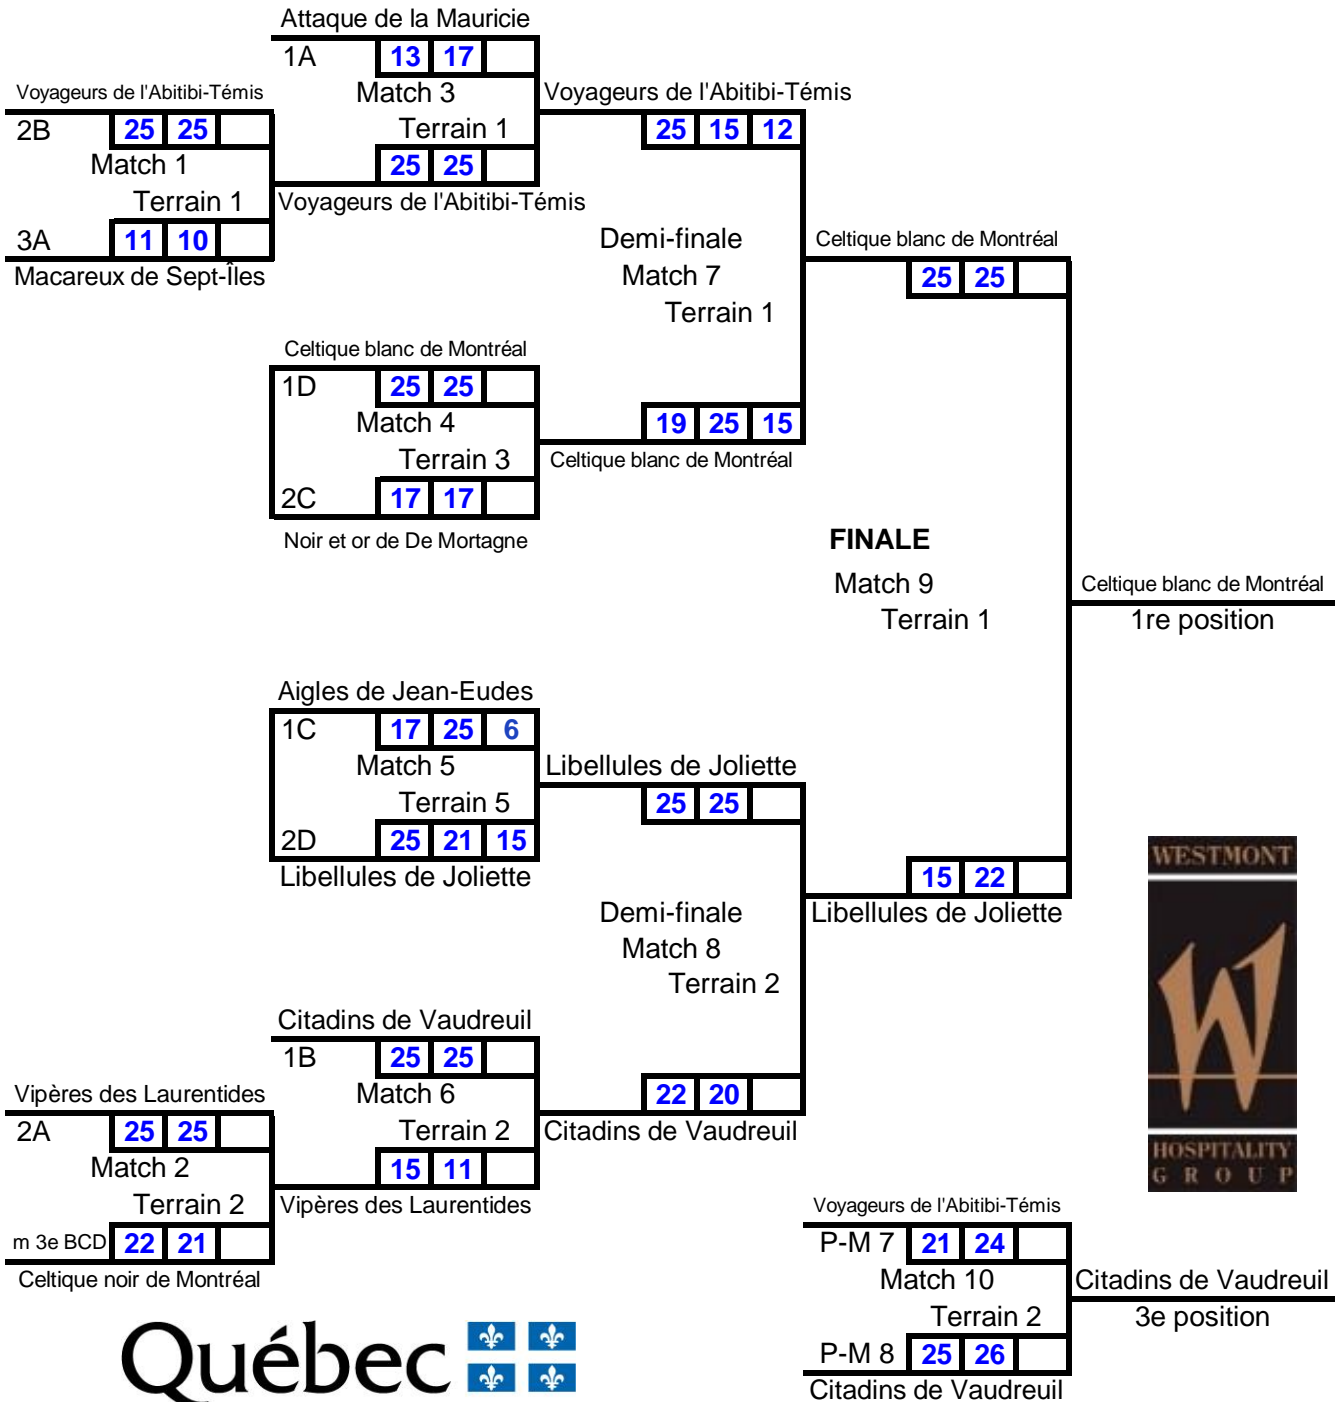 Attaque de la Mauricie
1A 13 17
Voyageurs de l'Abitibi-Témis
Match 3
Voyageurs de l'Abitibi-Témis
2B 25 25
Terrain 1
25 15 12
Match 1
25 25
Terrain 1
Voyageurs de l'Abitibi-Témis
3A 11 10
Demi-finale
Celtique blanc de Montréal
Macareux de Sept-Îles
Match 7
25 25
Terrain 1
Celtique blanc de Montréal
1D 25 25
Match 4
19 25 15
Terrain 3
Celtique blanc de Montréal
2C 17 17
Noir et or de De Mortagne
FINALE
Match 9
Celtique blanc de Montréal
Terrain 1
1re position
Aigles de Jean-Eudes
1C 17 25 6
Match 5
Libellules de Joliette
Terrain 5
25 25
2D 25 21 15
Libellules de Joliette
15 22
Demi-finale
Libellules de Joliette
Match 8
Terrain 2
WESTMONT
W
HOSPITALITY
GROUP
Citadins de Vaudreuil
1B 25 25
Vipères des Laurentides
Match 6
22 20
2A 25 25
Terrain 2
Citadins de Vaudreuil
Match 2
15 11
Terrain 2
Vipères des Laurentides
m 3e BCD 22 21
Celtique noir de Montréal
Voyageurs de l'Abitibi-Témis
P-M 7 21 24
Match 10
Citadins de Vaudreuil
Terrain 2
3e position
P-M 8 25 26
Citadins de Vaudreuil
Québec